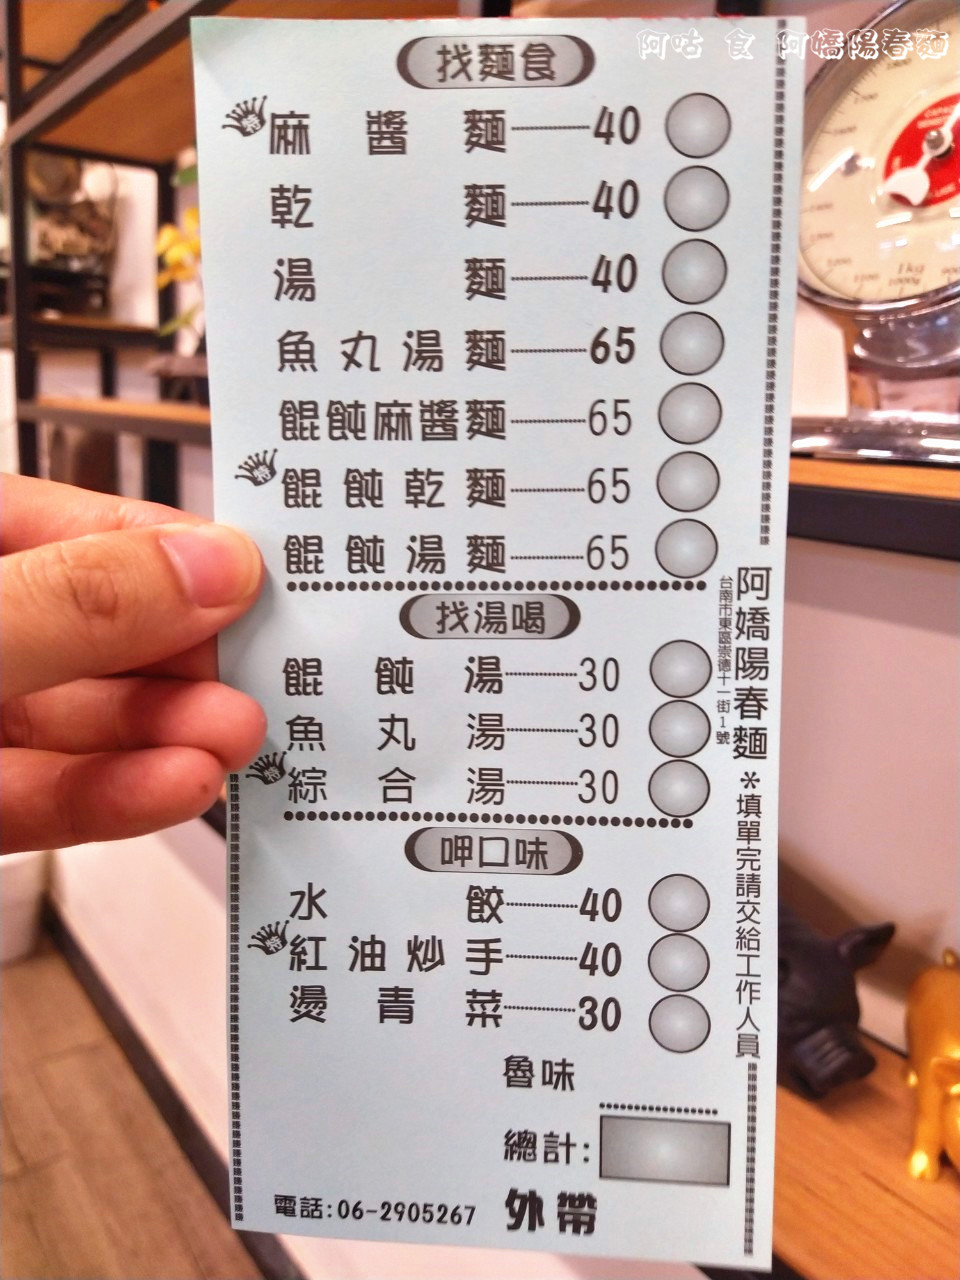 阿咕 食 阿嬌陽春麵
找麵食
特 麻醬麵 40
乾麵 40
湯麵 40
魚丸湯麵 65
餛飩麻醬麵 65
特 餛飩乾麵 65
餛飩湯麵 65
找湯喝
餛飩湯 30
魚丸湯 30
特 綜合湯 30
呷口味
水餃 40
特 紅油炒手 40
燙青菜 30
魯味
總計:
電話:06-2905267 外帶
阿嬌陽春麵
台南市東區崇德十一街1號
*填單完請交給工作人員
1kg
1000g